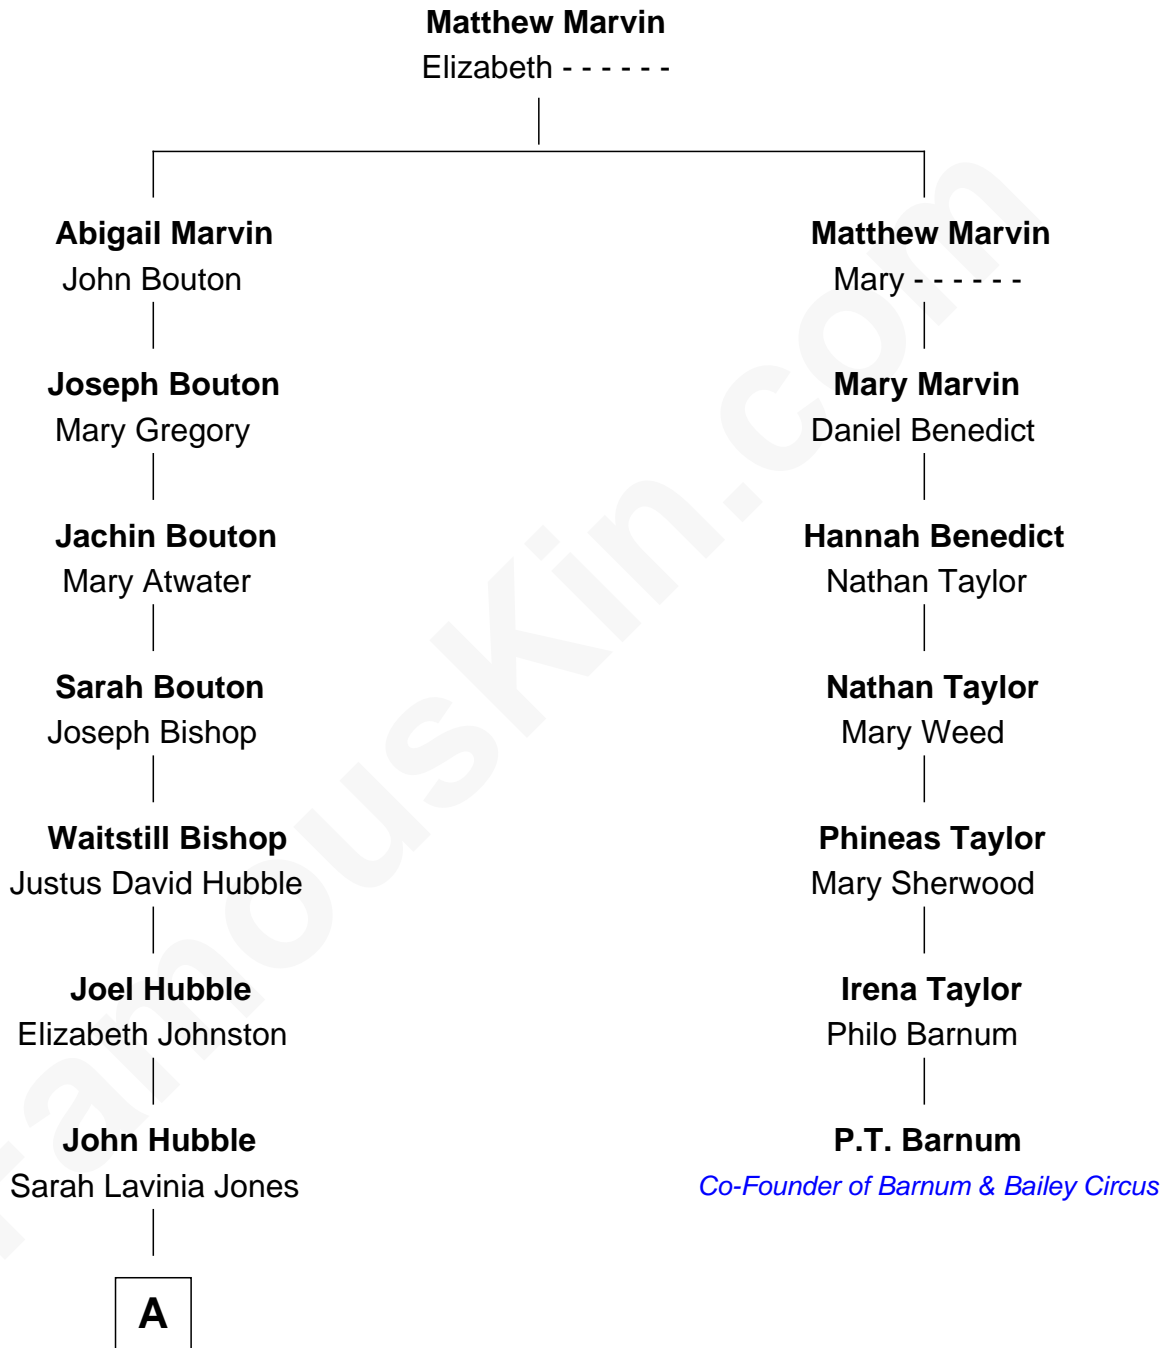 Matthew Marvin
Elizabeth - - - - - -
Abigail Marvin
John Bouton
Matthew Marvin
Mary - - - - - -
Joseph Bouton
Mary Gregory
Mary Marvin
Daniel Benedict
Jachin Bouton
Mary Atwater
Hannah Benedict
Nathan Taylor
Sarah Bouton
Joseph Bishop
Nathan Taylor
Mary Weed
Waitstill Bishop
Justus David Hubble
Phineas Taylor
Mary Sherwood
Joel Hubble
Elizabeth Johnston
Irena Taylor
Philo Barnum
John Hubble
Sarah Lavinia Jones
P.T. Barnum
Co-Founder of Barnum & Bailey Circus
A
FamousKin.com